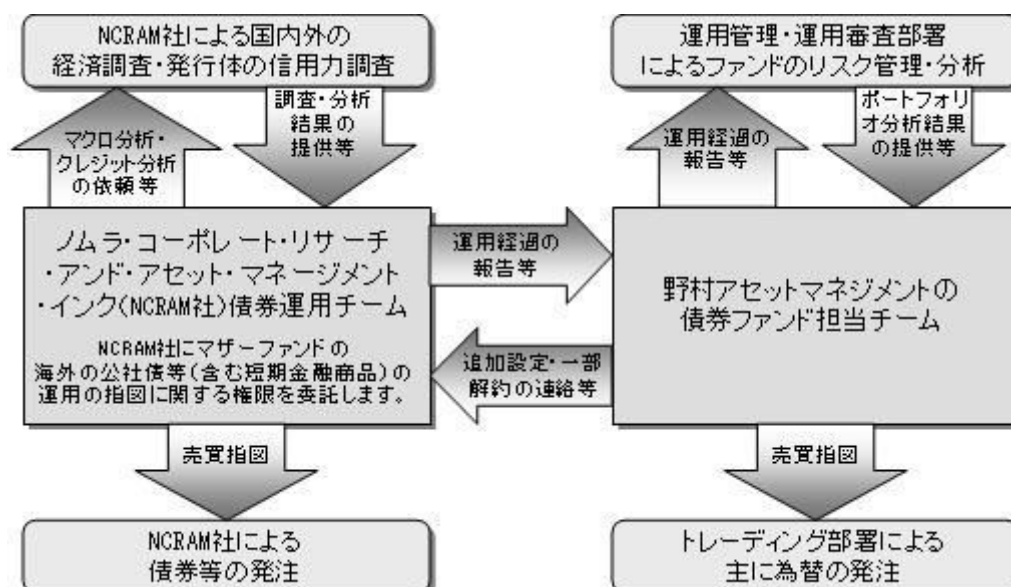 NCRAM社による国内外の
経済調査・発行体の信用力調査
運用管理・運用審査部署
によるファンドのリスク管理・分析
マクロ分析・
クレジット分析
の依頼等
調査・分析
結果の
提供等
運用経過の
報告等
ポートフォリ
オ分析結果
の提供等
ノムラ・コーポレート・リサーチ
・アンド・アセット・マネージメント
・インク(NCRAM社)債券運用チーム
NCRAM社にマザーファンドの
海外の公社債等(含む短期金融商品)の
運用の指図に関する権限を委託します。
運用経過の
報告等
追加設定・一部
解約の連絡等
野村アセットマネジメントの
債券ファンド担当チーム
売買指図
売買指図
NCRAM社による
債券等の発注
トレーディング部署による
主に為替の発注